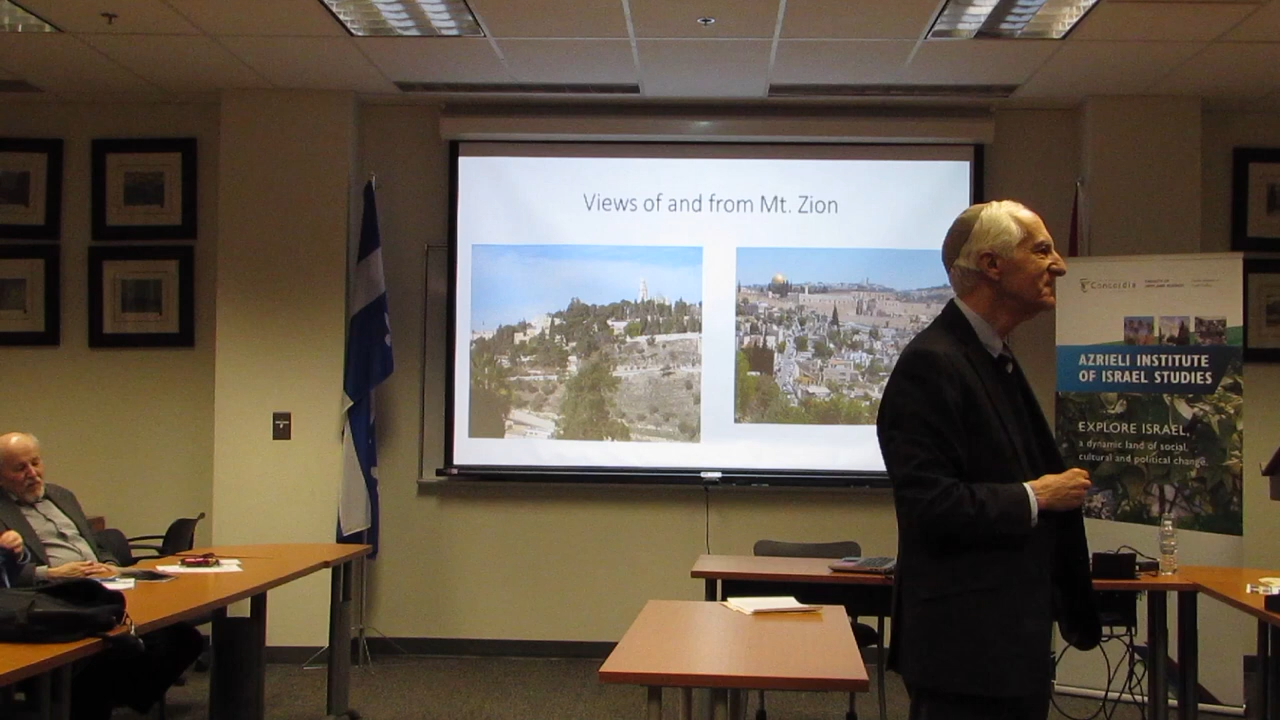 Views of and from Mt. Zion
Concordia
AZRIELI INSTITUTE
OF ISRAEL STUDIES
EXPLORE ISRAEL,
a dynamic land of social,
cultural and political change.